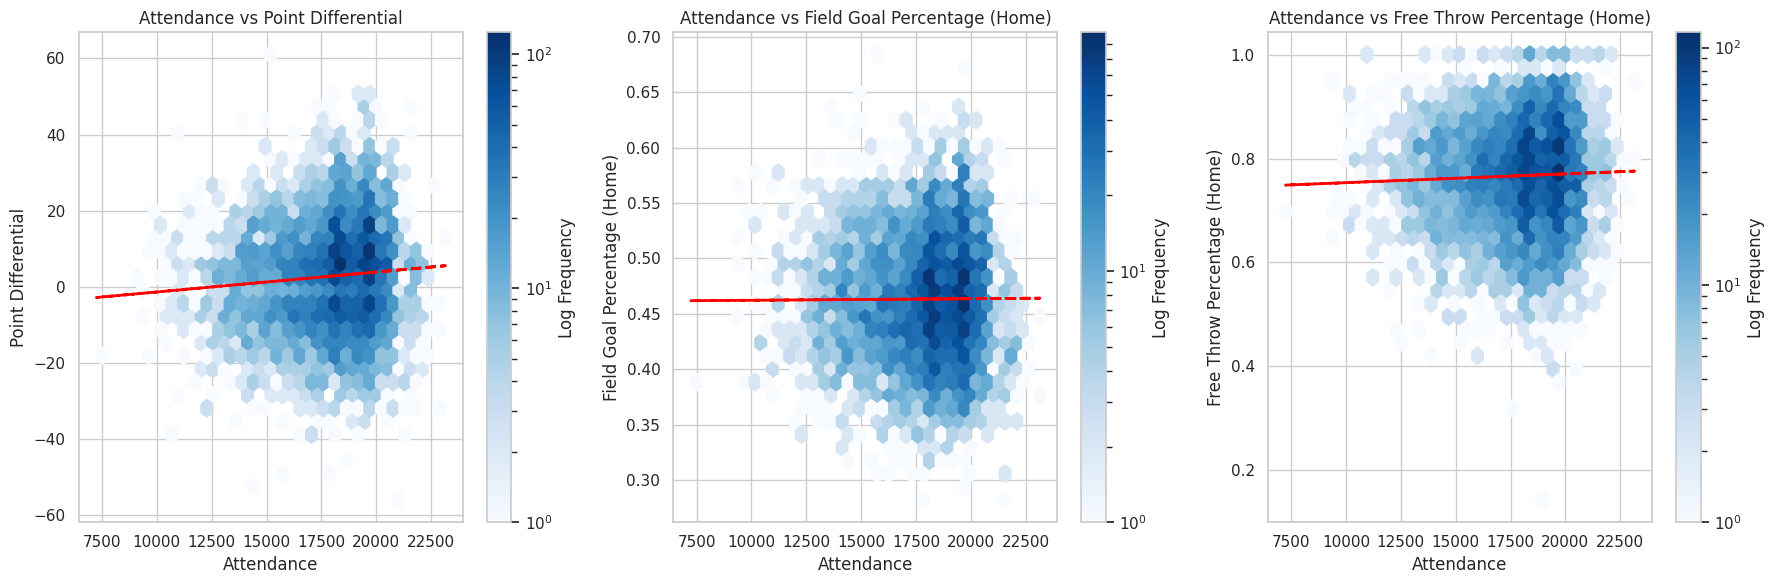 Attendance vs Point Differential
60
40
20
0
−20
−40
−60
Point Differential
7500 10000 12500 15000 17500 20000 22500
Attendance
10²
10¹
10⁰
Log Frequency
Attendance vs Field Goal Percentage (Home)
0.70
0.65
0.60
0.55
0.50
0.45
0.40
0.35
0.30
Field Goal Percentage (Home)
7500 10000 12500 15000 17500 20000 22500
Attendance
10¹
10⁰
Log Frequency
Attendance vs Free Throw Percentage (Home)
1.0
0.8
0.6
0.4
0.2
Free Throw Percentage (Home)
7500 10000 12500 15000 17500 20000 22500
Attendance
10²
10¹
10⁰
Log Frequency